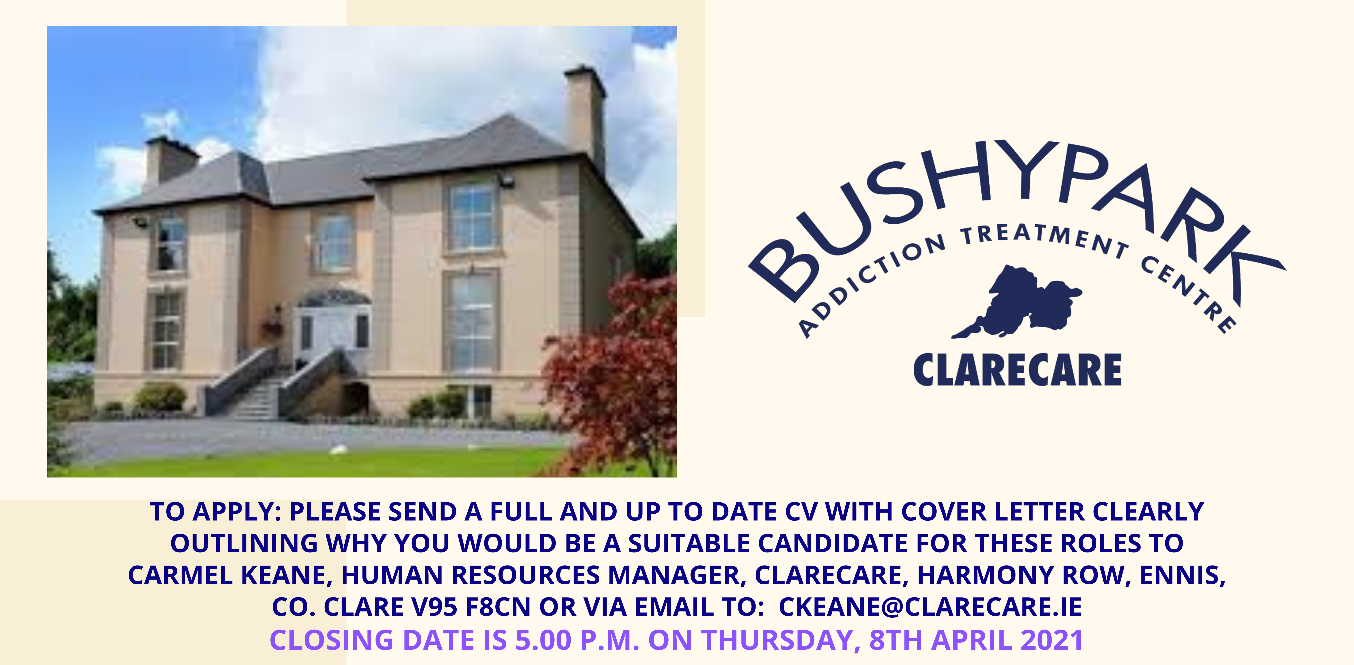 BUSHYPARK
ADDICTION TREATMENT CENTRE
CLARECARE
TO APPLY: PLEASE SEND A FULL AND UP TO DATE CV WITH COVER LETTER CLEARLY
OUTLINING WHY YOU WOULD BE A SUITABLE CANDIDATE FOR THESE ROLES TO
CARMEL KEANE, HUMAN RESOURCES MANAGER, CLARECARE, HARMONY ROW, ENNIS,
CO. CLARE V95 F8CN OR VIA EMAIL TO: CKEANE@CLARECARE.IE
CLOSING DATE IS 5.00 P.M. ON THURSDAY, 8TH APRIL 2021